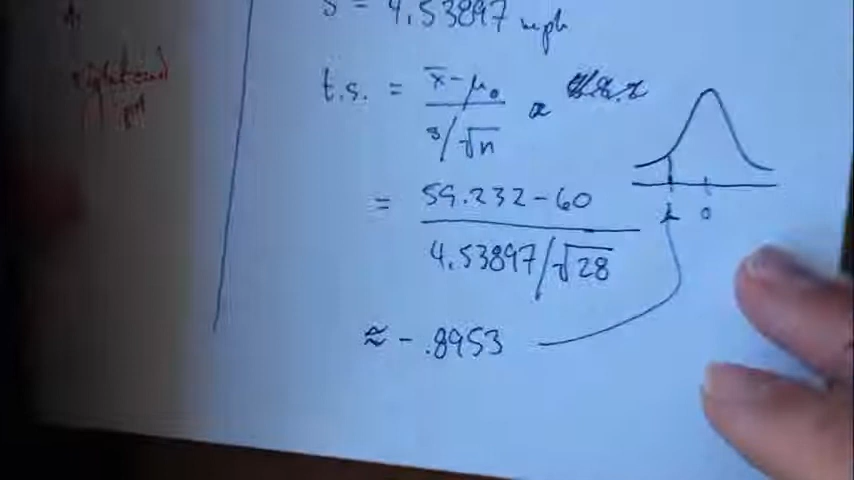 s = 4.53897 mph
t.s. = x̄ - μ₀ / s/√n
= 59.232 - 60 / 4.53897/√28
t 0
≈ - .8953